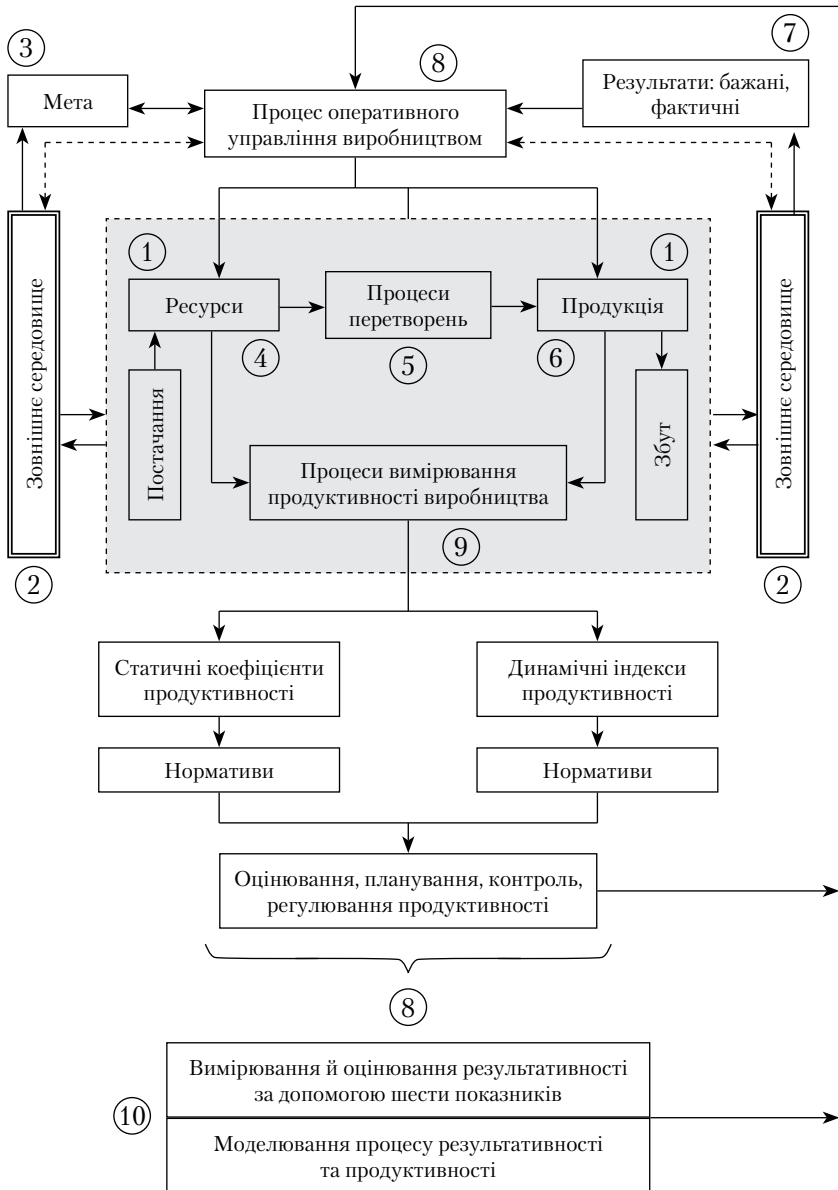 3
7
8
Мета
Процес оперативного
управління виробництвом
Результати: бажані,
фактичні
Зовнішнє середовище
1
1
Ресурси
Процеси
перетворень
Продукція
4
5
6
Постачання
Збут
Процеси вимірювання
продуктивності виробництва
9
Зовнішнє середовище
2
2
Статичні коефіцієнти
продуктивності
Динамічні індекси
продуктивності
Нормативи
Нормативи
Оцінювання, планування, контроль,
регулювання продуктивності
8
10
Вимірювання й оцінювання результативності
за допомогою шести показників
Моделювання процесу результативності
та продуктивності